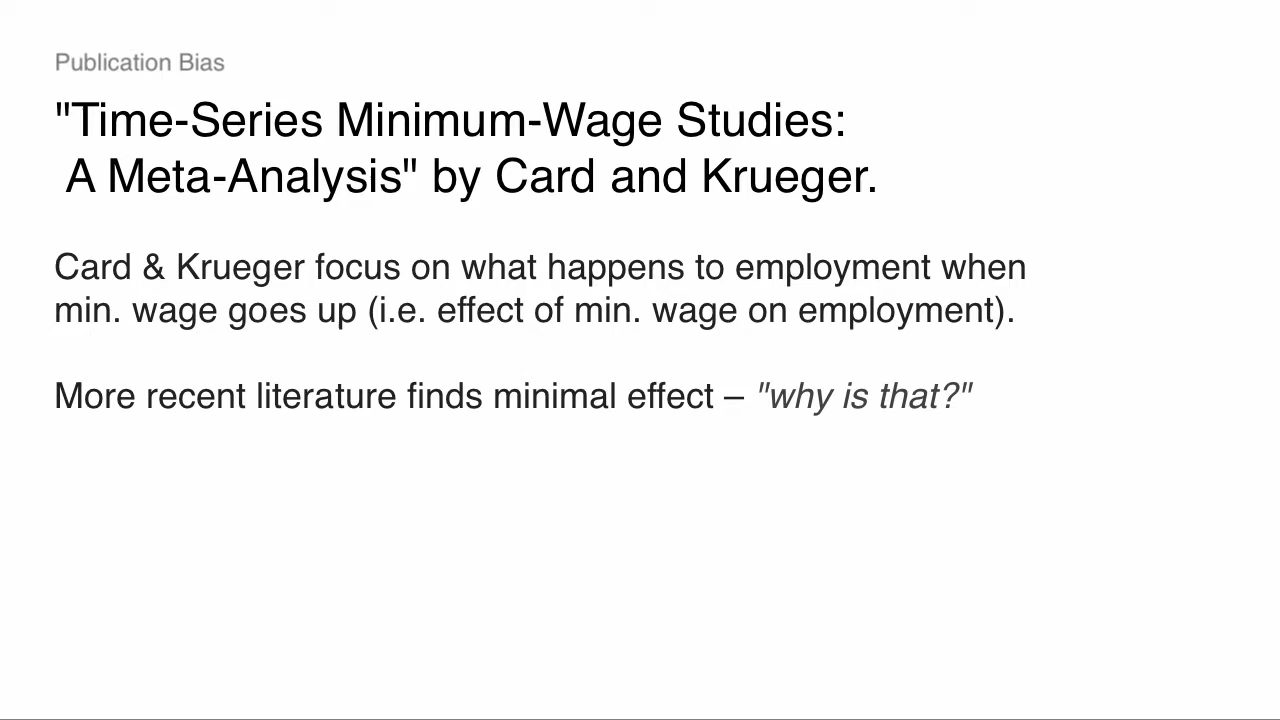 Publication Bias
"Time-Series Minimum-Wage Studies:
A Meta-Analysis" by Card and Krueger.
Card & Krueger focus on what happens to employment when
min. wage goes up (i.e. effect of min. wage on employment).
More recent literature finds minimal effect – "why is that?"